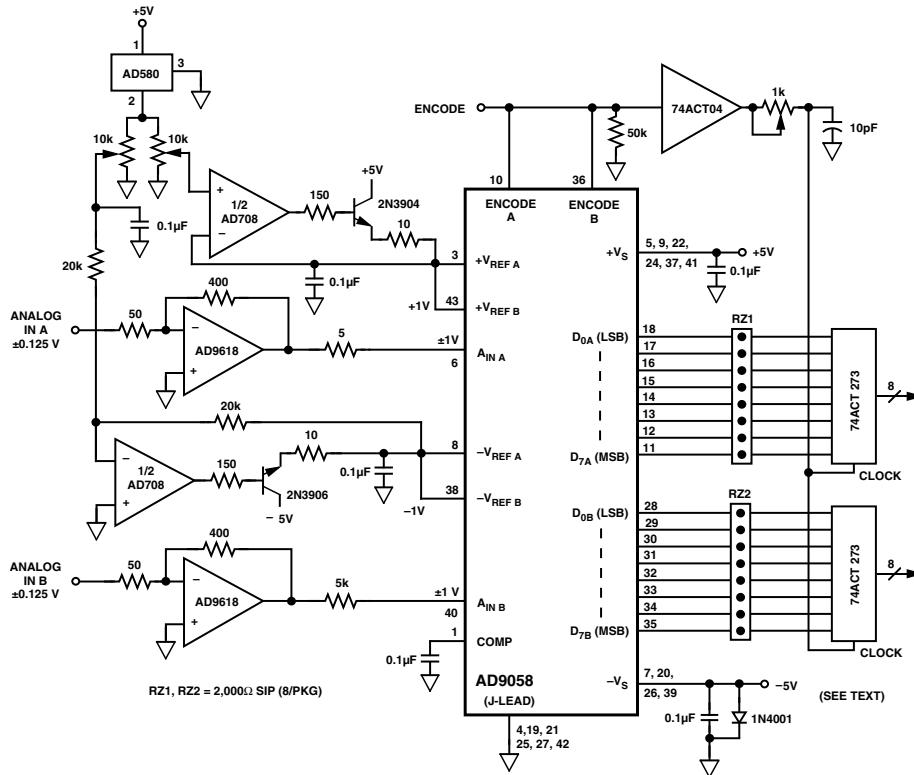 +5V
1
AD580
3
2
10k
10k
+
–
1/2
AD708
150
+5V
2N3904
10
0.1µF
20k
0.1µF
ANALOG
IN A
±0.125 V
50
400
–
+
AD9618
5
±1V
6
+1V
3
43
20k
–
+
1/2
AD708
150
10
2N3906
– 5V
0.1µF
8
38
–1V
ANALOG
IN B
±0.125 V
50
400
–
+
AD9618
5k
±1 V
40
1
0.1µF
RZ1, RZ2 = 2,000Ω SIP (8/PKG)
ENCODE
10
36
50k
74ACT04
1k
10pF
ENCODE
A
ENCODE
B
+VREF A
+VREF B
AIN A
–VREF A
–VREF B
AIN B
COMP
AD9058
(J-LEAD)
4,19, 21
25, 27, 42
+VS
5, 9, 22,
24, 37, 41
+5V
0.1µF
D0A (LSB)
D7A (MSB)
18
17
16
15
14
13
12
11
RZ1
74ACT 273
8
CLOCK
D0B (LSB)
D7B (MSB)
28
29
30
31
32
33
34
35
RZ2
74ACT 273
8
CLOCK
–VS
7, 20,
26, 39
–5V
0.1µF
1N4001
(SEE TEXT)